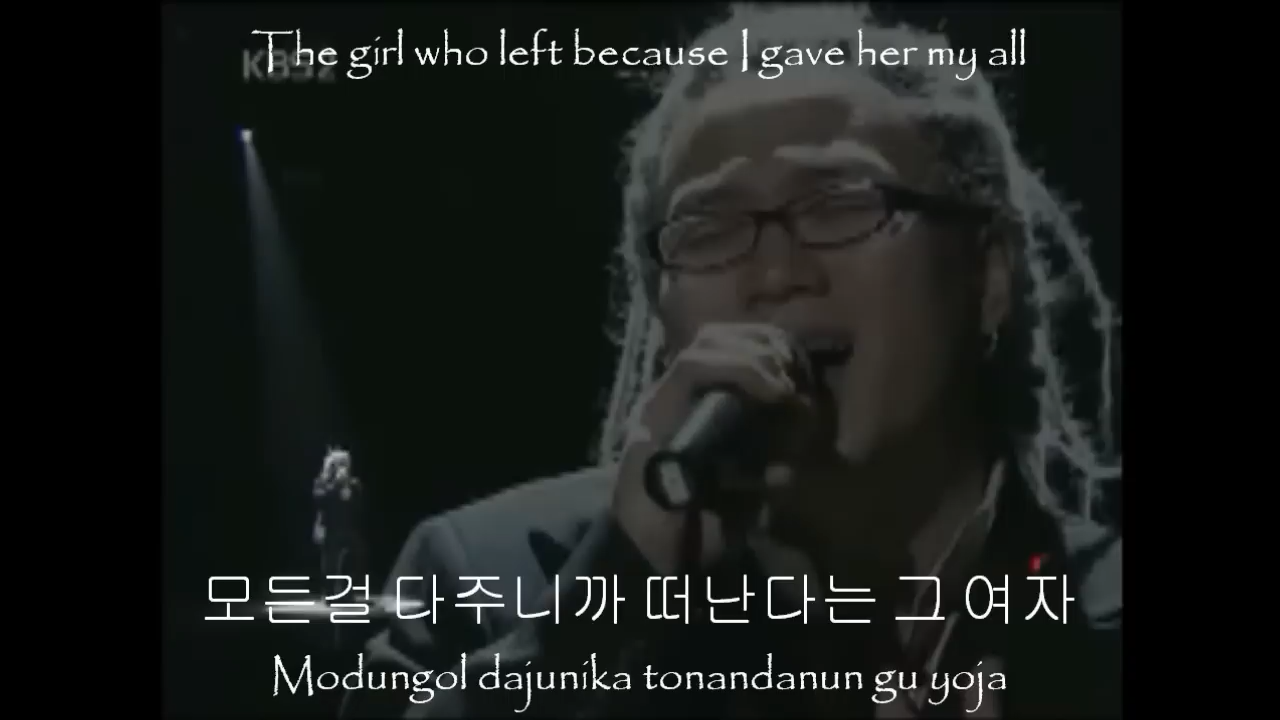 The girl who left because I gave her my all
KBS2
모든걸 다주니까 떠난다는 그 여자
Modungol dajunika tonandanun gu yoja